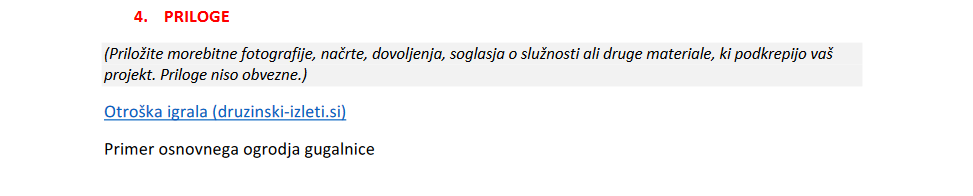 4. PRILOGE
(Priložite morebitne fotografije, načrte, dovoljenja, soglasja o služnosti ali druge materiale, ki podkrepijo vaš
projekt. Priloge niso obvezne.)
Otroška igrala (druzinski-izleti.si)
Primer osnovnega ogrodja gugalnice